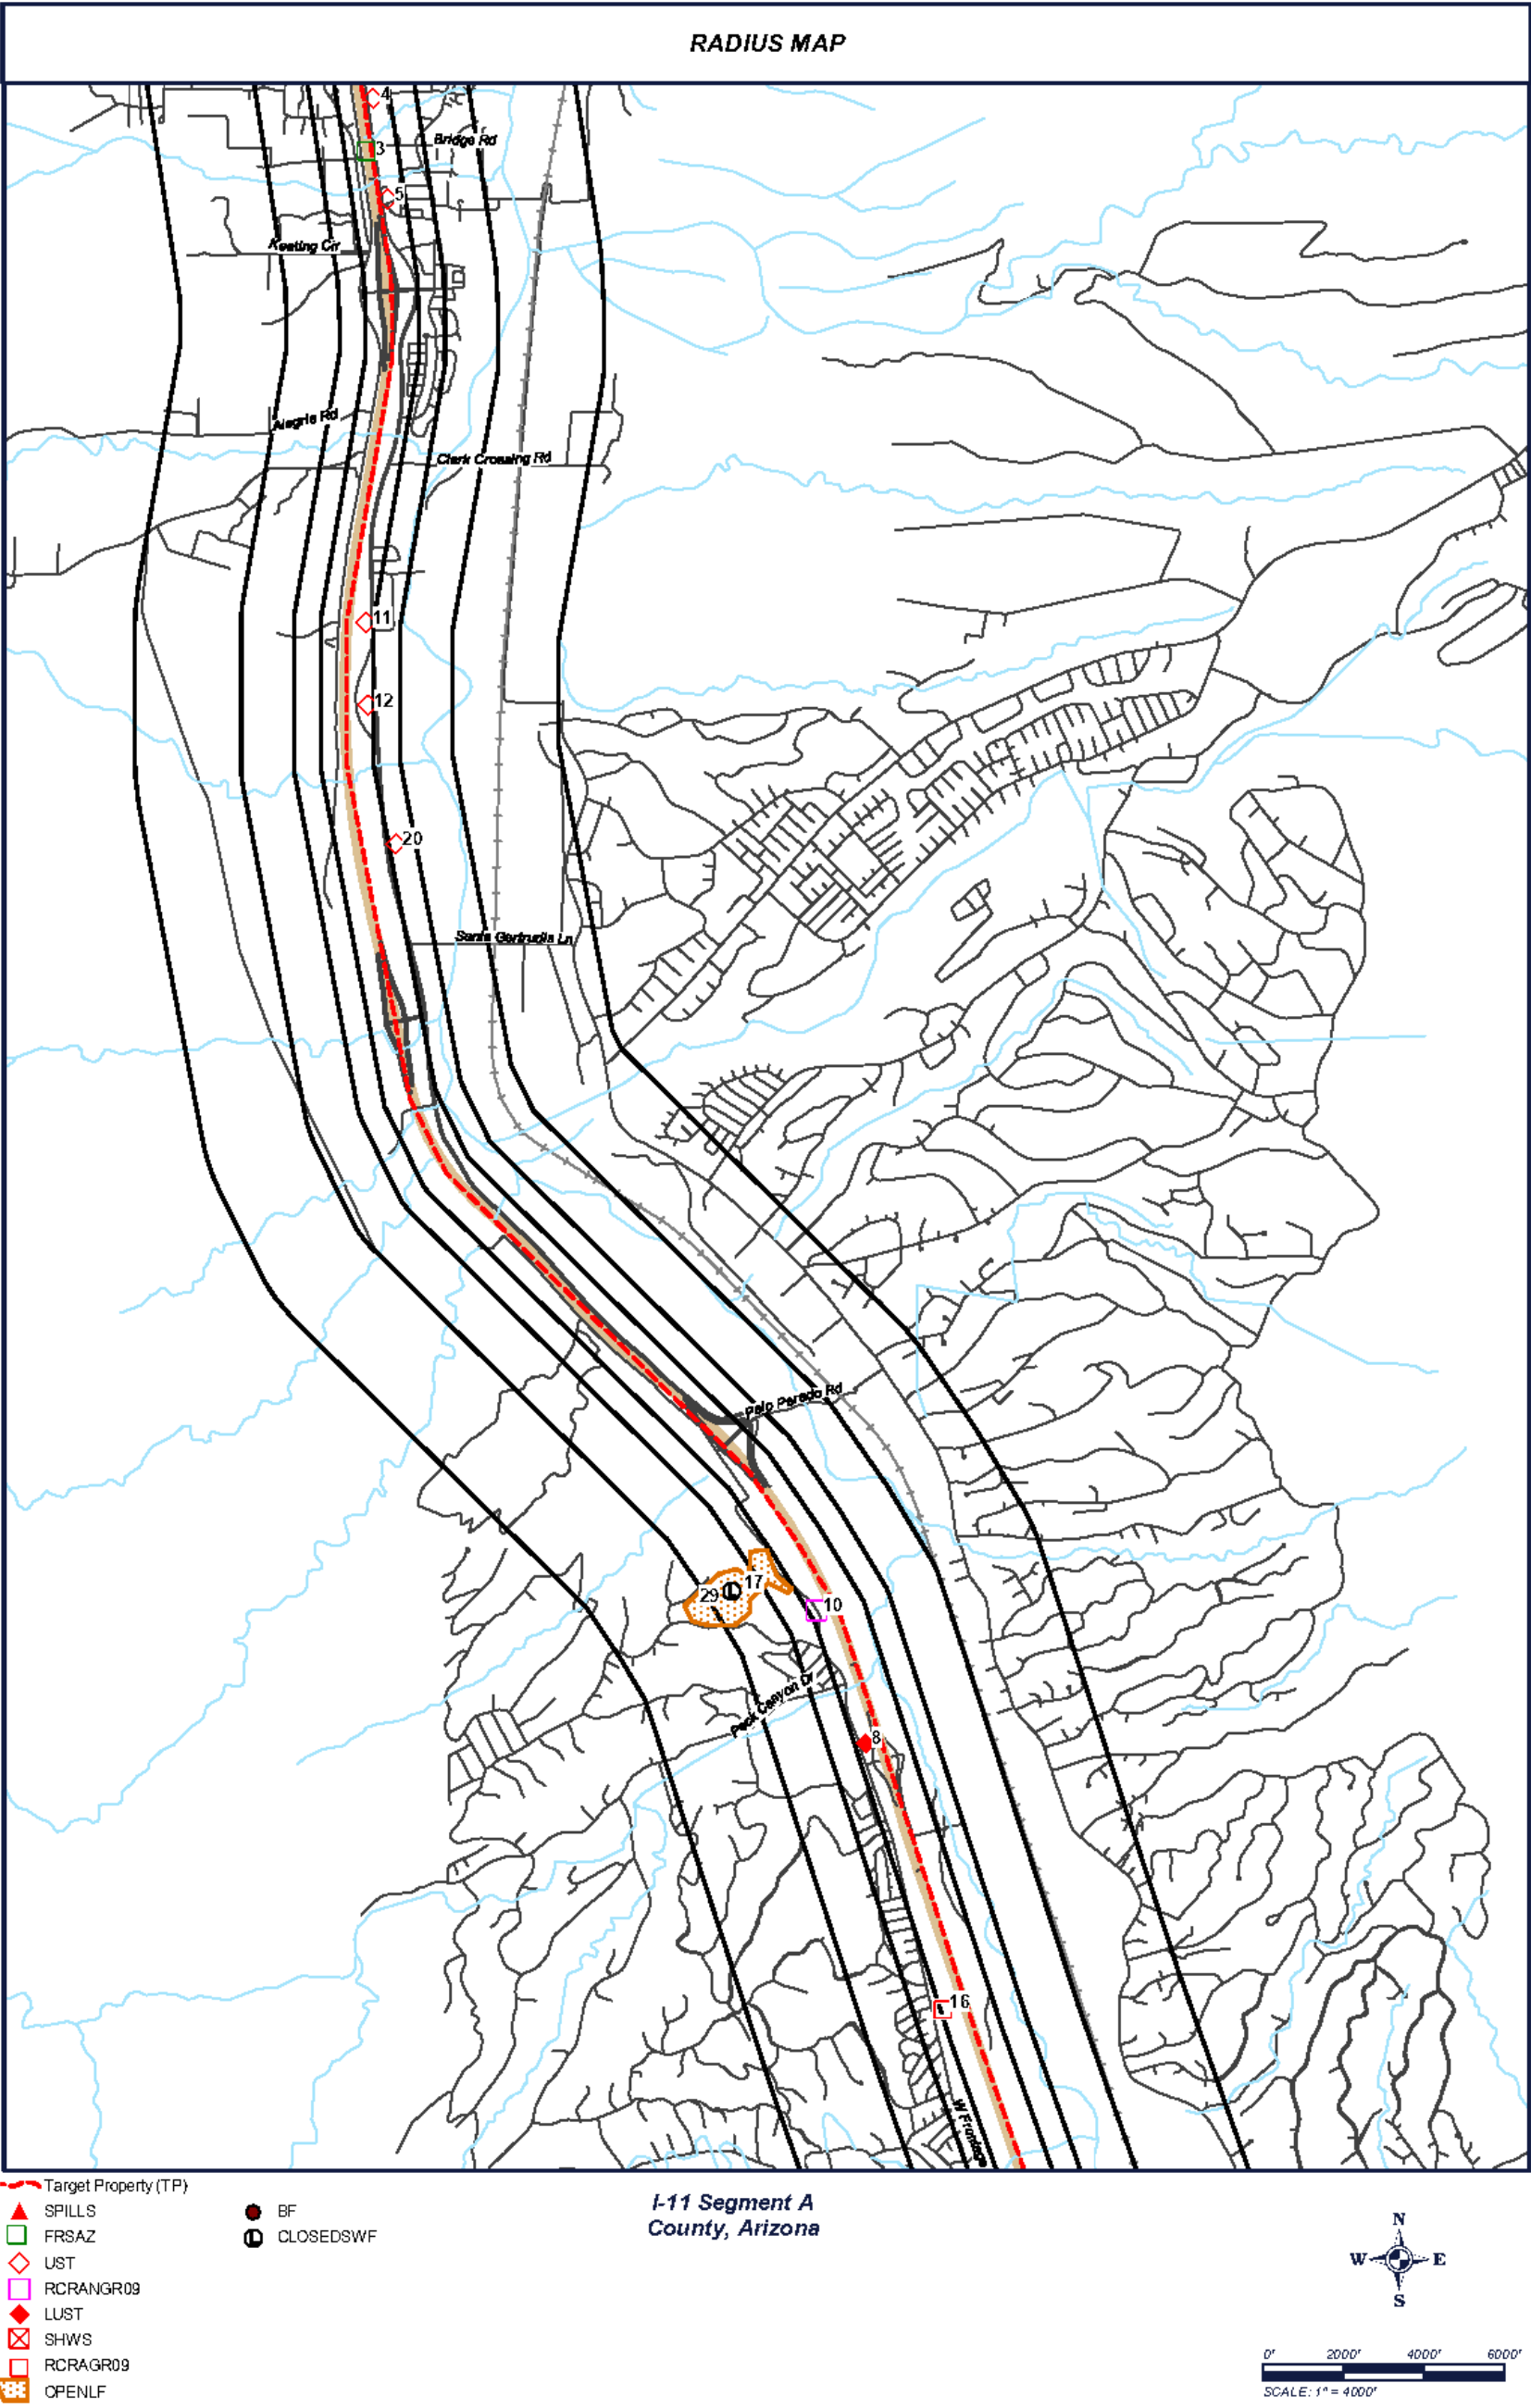 RADIUS MAP
4
Bridge Rd
3
5
Keating Cir
Alegria Rd
Clark Crossing Rd
11
12
20
Santa Gertrudis Ln
Palo Parado Rd
17
29
10
Peck Canyon Dr
8
16
W Frontage
Target Property (TP)
SPILLS
BF
FRSAZ
CLOSEDSWF
UST
RCRANGR09
LUST
SHWS
RCRAGR09
OPENLF
I-11 Segment A
County, Arizona
N
W E
S
0' 2000' 4000' 6000'
SCALE: 1" = 4000'